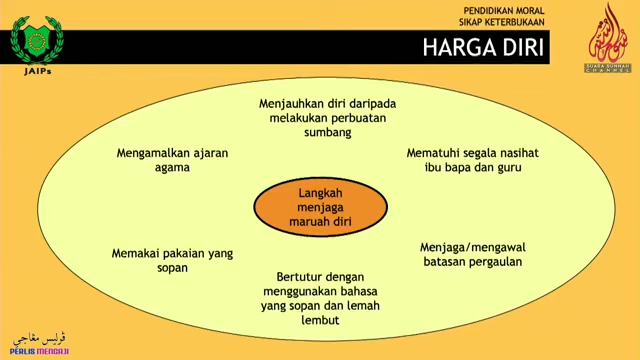 PENDIDIKAN MORAL
SIKAP KETERBUKAAN
HARGA DIRI
JAIPs
SUARA SUNNAH
CHANNEL
Menjauhkan diri daripada
melakukan perbuatan
sumbang
Mengamalkan ajaran
agama
Mematuhi segala nasihat
ibu bapa dan guru
Langkah
menjaga
maruah diri
Memakai pakaian yang
sopan
Menjaga/mengawal
batasan pergaulan
Bertutur dengan
menggunakan bahasa
yang sopan dan lemah
lembut
ڤرليس مڠاجي
PERLIS MENGAJI